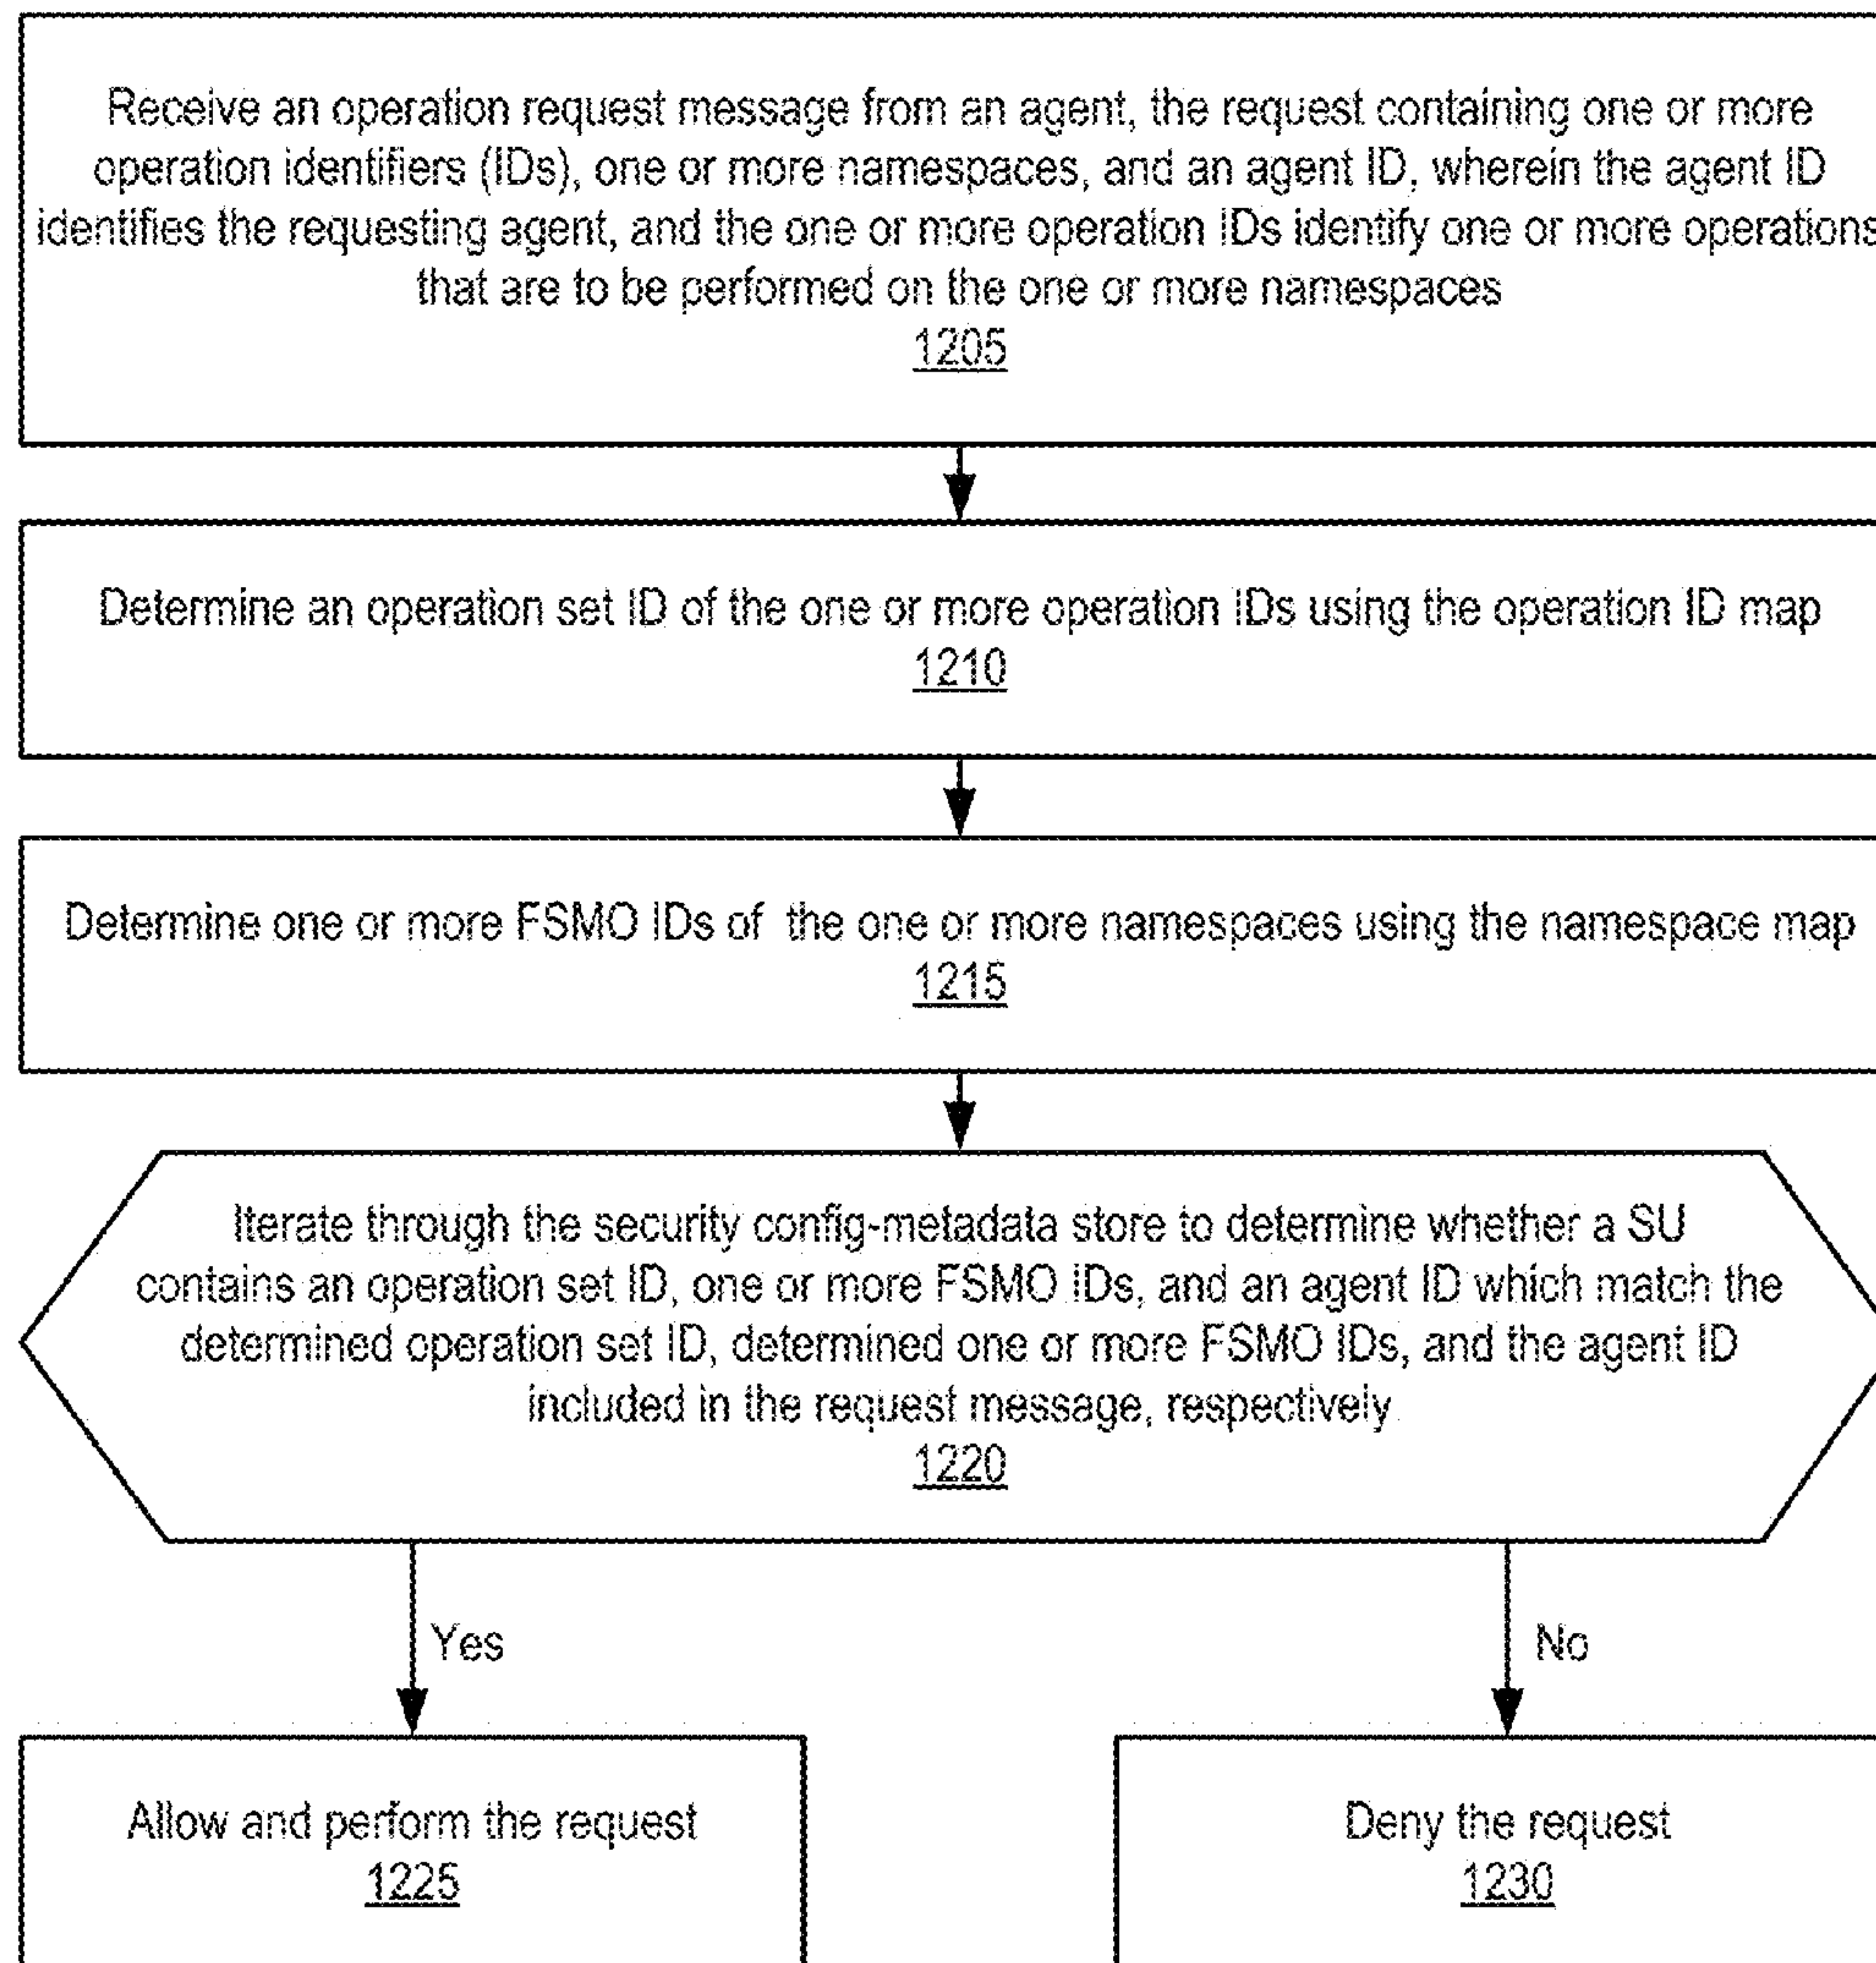 Receive an operation request message from an agent, the request containing one or more
operation identifiers (IDs), one or more namespaces, and an agent ID, wherein the agent ID
identifies the requesting agent, and the one or more operation IDs identify one or more operations
that are to be performed on the one or more namespaces
1205
Determine an operation set ID of the one or more operation IDs using the operation ID map
1210
Determine one or more FSMO IDs of the one or more namespaces using the namespace map
1215
Iterate through the security config-metadata store to determine whether a SU
contains an operation set ID, one or more FSMO IDs, and an agent ID which match the
determined operation set ID, determined one or more FSMO IDs, and the agent ID
included in the request message, respectively
1220
Yes
No
Allow and perform the request
1225
Deny the request
1230